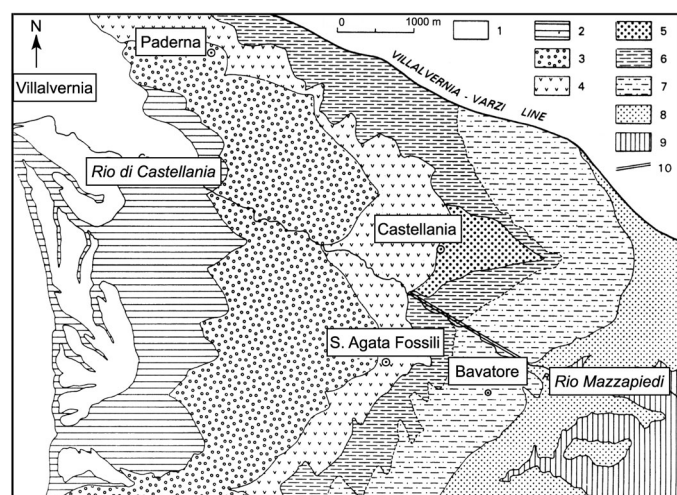 N
Paderna
0 1000 m
1
2
3
4
5
6
7
8
9
10
VILLALVERNIA - VARZI LINE
Villalvernia
Rio di Castellania
Castellania
S. Agata Fossili
Bavatore
Rio Mazzapiedi